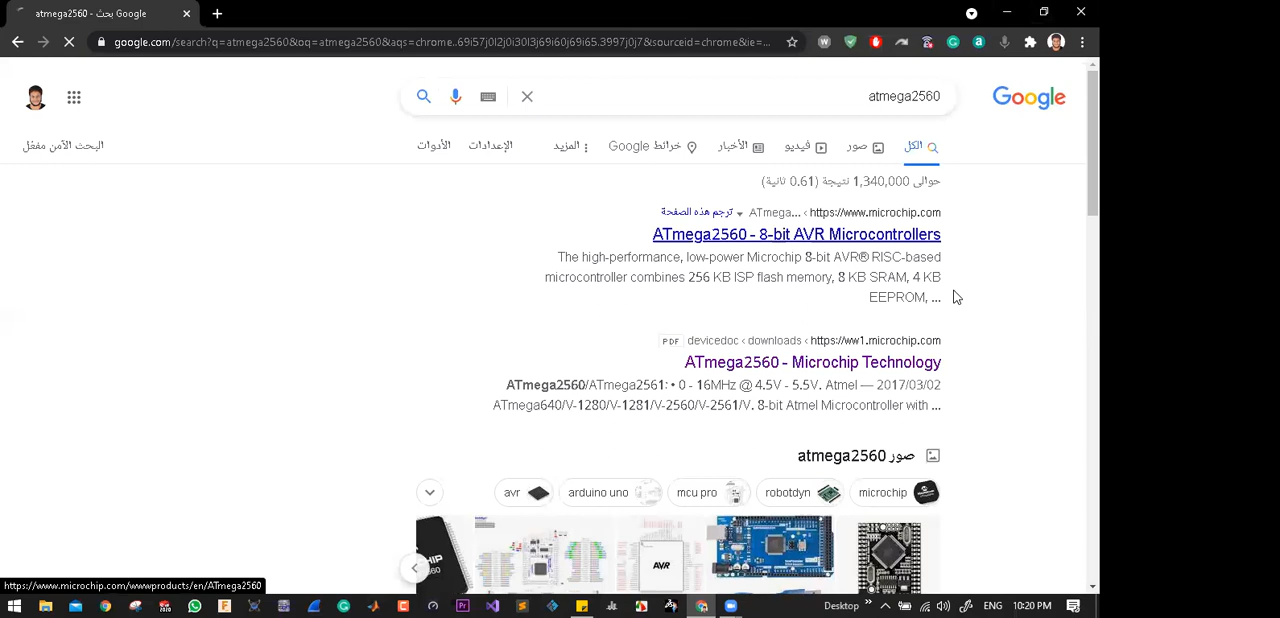 atmega2560 - بحث Google
google.com/search?q=atmega2560&oq=atmega2560&aqs=chrome..69i57j0l2j0i30l3j69i60j69i65.3997j0j7&sourceid=chrome&ie=...
atmega2560
Google
الكل صور فيديو الأخبار خرائط Google المزيد الإعدادات الأدوات البحث الآمن مفعّل
حوالى 1,340,000 نتيجة (0.61 ثانية)
https://www.microchip.com › ATmega... ترجم هذه الصفحة
ATmega2560 - 8-bit AVR Microcontrollers
The high-performance, low-power Microchip 8-bit AVR® RISC-based
microcontroller combines 256 KB ISP flash memory, 8 KB SRAM, 4 KB
EEPROM, ...
https://ww1.microchip.com › downloads › devicedoc PDF
ATmega2560 - Microchip Technology
ATmega2560/ATmega2561: • 0 - 16MHz @ 4.5V - 5.5V. Atmel — 2017/03/02
ATmega640/V-1280/V-1281/V-2560/V-2561/V. 8-bit Atmel Microcontroller with ...
صور atmega2560
microchip robotdyn mcu pro arduino uno avr
AVR
https://www.microchip.com/wwwproducts/en/ATmega2560
Desktop ENG 10:20 PM